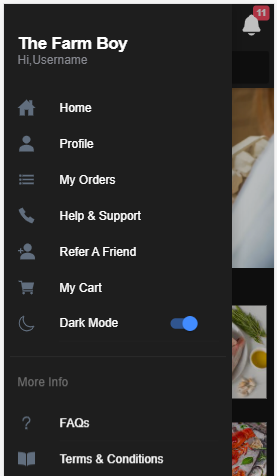 The Farm Boy
11
Hi,Username
Home
Profile
My Orders
Help & Support
Refer A Friend
My Cart
Dark Mode
More Info
FAQs
Terms & Conditions